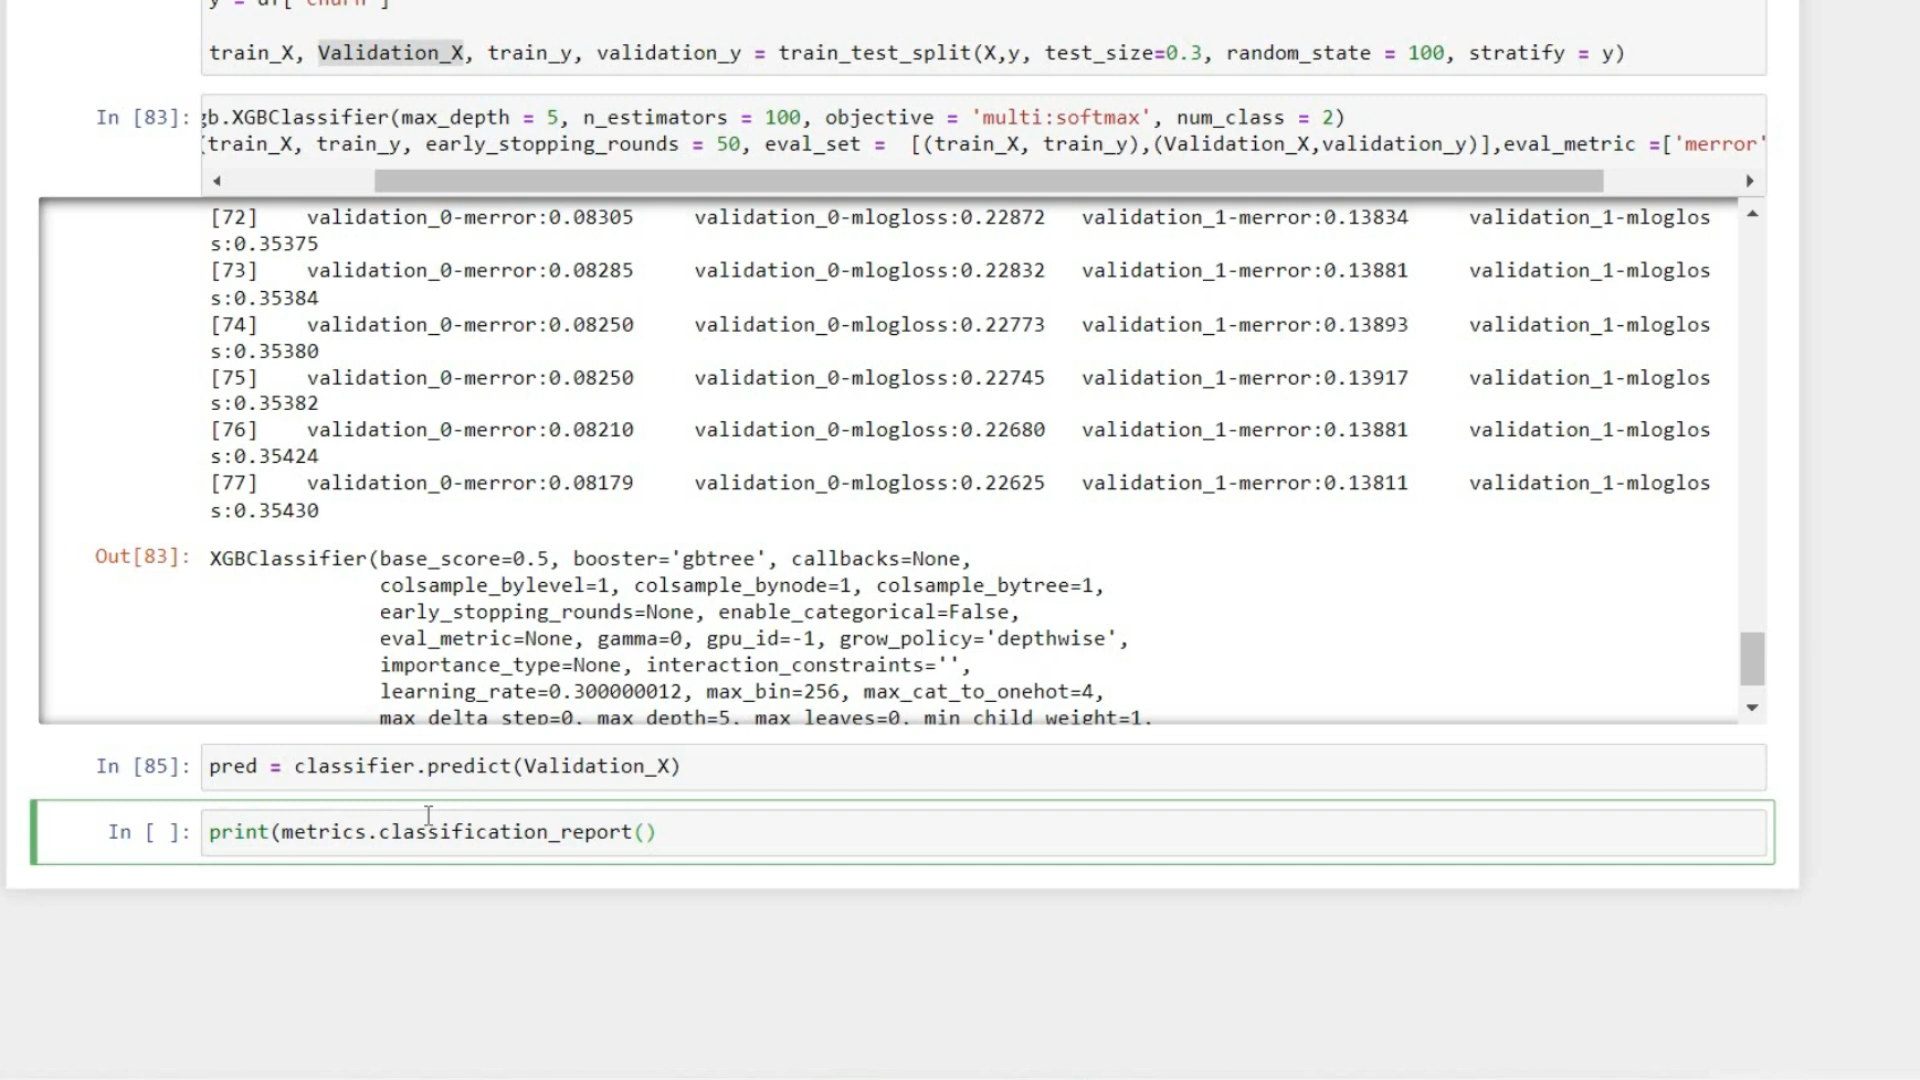 y = df['churn']
train_X, Validation_X, train_y, validation_y = train_test_split(X,y, test_size=0.3, random_state = 100, stratify = y)
In [83]: gb.XGBClassifier(max_depth = 5, n_estimators = 100, objective = 'multi:softmax', num_class = 2)
(train_X, train_y, early_stopping_rounds = 50, eval_set = [(train_X, train_y),(Validation_X,validation_y)],eval_metric =['merror'
[72] validation_0-merror:0.08305 validation_0-mlogloss:0.22872 validation_1-merror:0.13834 validation_1-mloglos
s:0.35375
[73] validation_0-merror:0.08285 validation_0-mlogloss:0.22832 validation_1-merror:0.13881 validation_1-mloglos
s:0.35384
[74] validation_0-merror:0.08250 validation_0-mlogloss:0.22773 validation_1-merror:0.13893 validation_1-mloglos
s:0.35380
[75] validation_0-merror:0.08250 validation_0-mlogloss:0.22745 validation_1-merror:0.13917 validation_1-mloglos
s:0.35382
[76] validation_0-merror:0.08210 validation_0-mlogloss:0.22680 validation_1-merror:0.13881 validation_1-mloglos
s:0.35424
[77] validation_0-merror:0.08179 validation_0-mlogloss:0.22625 validation_1-merror:0.13811 validation_1-mloglos
s:0.35430
Out[83]: XGBClassifier(base_score=0.5, booster='gbtree', callbacks=None,
colsample_bylevel=1, colsample_bynode=1, colsample_bytree=1,
early_stopping_rounds=None, enable_categorical=False,
eval_metric=None, gamma=0, gpu_id=-1, grow_policy='depthwise',
importance_type=None, interaction_constraints='',
learning_rate=0.300000012, max_bin=256, max_cat_to_onehot=4,
max_delta_step=0, max_depth=5, max_leaves=0, min_child_weight=1,
In [85]: pred = classifier.predict(Validation_X)
In [ ]: print(metrics.classification_report()